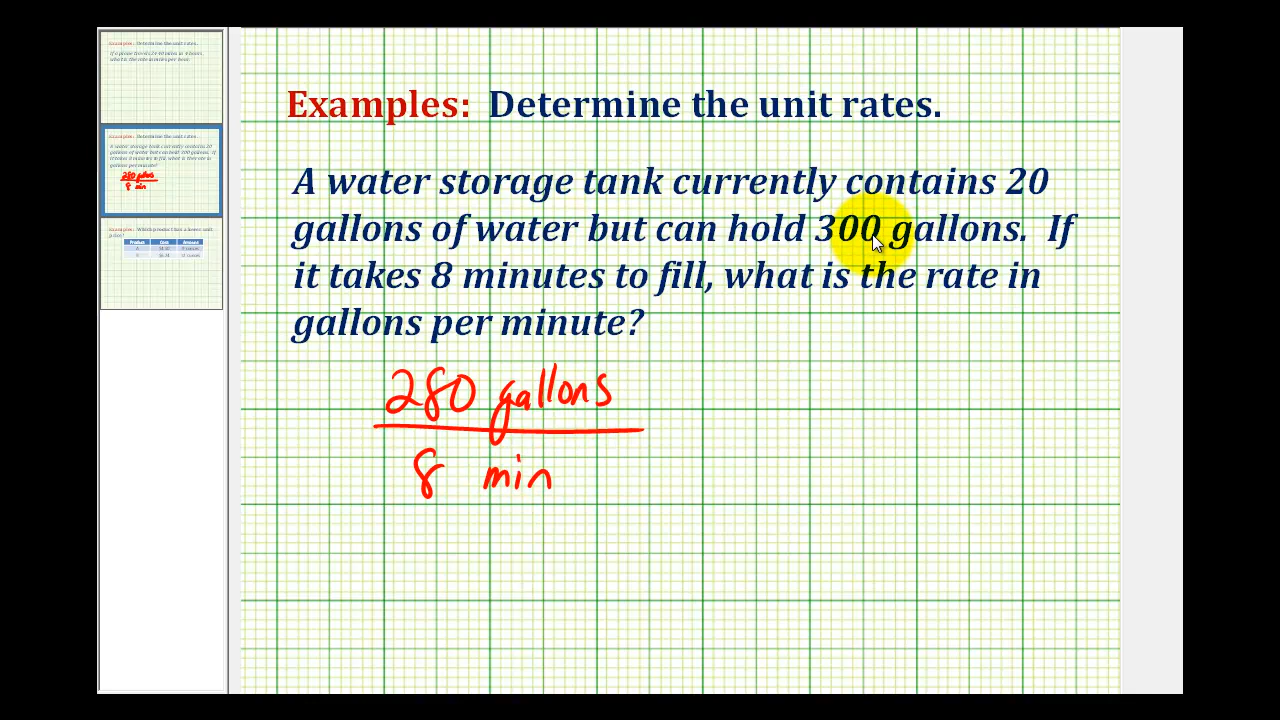 Examples: Determine the unit rates.
A water storage tank currently contains 20
gallons of water but can hold 300 gallons. If
it takes 8 minutes to fill, what is the rate in
gallons per minute?
280 gallons
8 min